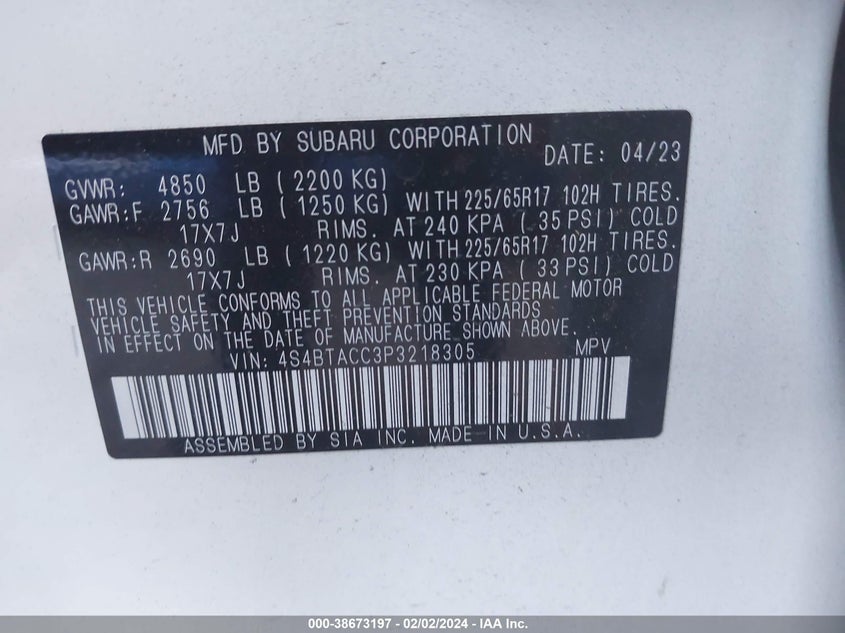 MFD BY SUBARU CORPORATION DATE: 04/23
GVWR: 4850 LB ( 2200 KG)
GAWR:F 2756 LB ( 1250 KG) WITH 225/65R17 102H TIRES.
17X7J RIMS. AT 240 KPA ( 35 PSI) COLD
GAWR:R 2690 LB ( 1220 KG) WITH 225/65R17 102H TIRES.
17X7J RIMS. AT 230 KPA ( 33 PSI) COLD
THIS VEHICLE CONFORMS TO ALL APPLICABLE FEDERAL MOTOR
VEHICLE SAFETY AND THEFT PREVENTION STANDARDS
IN EFFECT ON THE DATE OF MANUFACTURE SHOWN ABOVE.
VIN: 4S4BTACC3P3218305 MPV
ASSEMBLED BY SIA INC. MADE IN U.S.A.
000-38673197 - 02/02/2024 - IAA Inc.